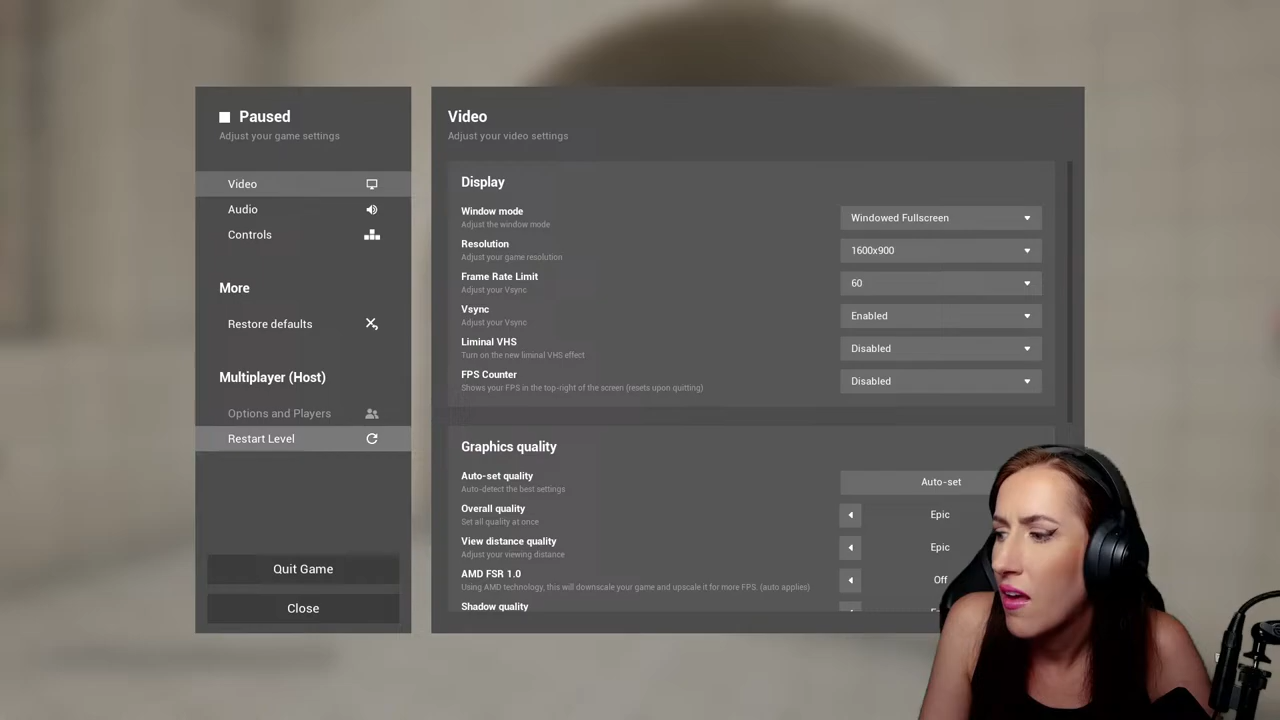 Paused
Adjust your game settings
Video
Audio
Controls
More
Restore defaults
Multiplayer (Host)
Options and Players
Restart Level
Quit Game
Close
Video
Adjust your video settings
Display
Window mode
Adjust the window mode
Windowed Fullscreen
Resolution
Adjust your game resolution
1600x900
Frame Rate Limit
Adjust your Vsync
60
Vsync
Adjust your Vsync
Enabled
Liminal VHS
Turn on the new liminal VHS effect
Disabled
FPS Counter
Shows your FPS in the top-right of the screen (resets upon quitting)
Disabled
Graphics quality
Auto-set quality
Auto-detect the best settings
Auto-set
Overall quality
Set all quality at once
Epic
View distance quality
Adjust your viewing distance
Epic
AMD FSR 1.0
Using AMD technology, this will downscale your game and upscale it for more FPS. (auto applies)
Off
Shadow quality